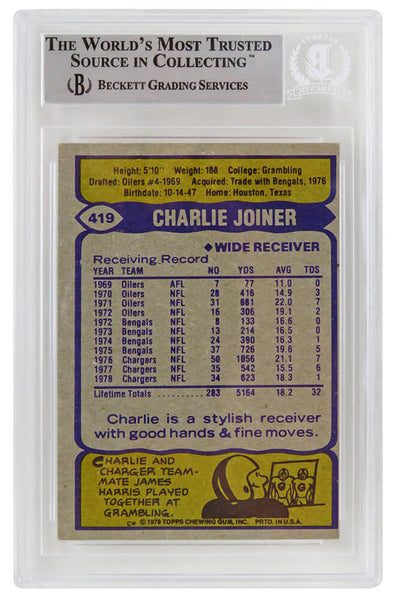 THE WORLD'S MOST TRUSTED
SOURCE IN COLLECTING™
B BECKETT GRADING SERVICES
Height: 5'10" Weight: 188 College: Grambling
Drafted: Oilers #4-1969 Acquired: Trade with Bengals, 1976
Birthdate: 10-14-47 Home: Houston, Texas
419 CHARLIE JOINER
◆WIDE RECEIVER
Receiving Record
YEAR TEAM NO YDS AVG TDS
1969 Oilers AFL 7 77 11.0 0
1970 Oilers NFL 28 416 14.9 3
1971 Oilers NFL 31 681 22.0 7
1972 Oilers NFL 16 306 19.1 2
1972 Bengals NFL 8 133 16.6 0
1973 Bengals NFL 13 214 16.5 0
1974 Bengals NFL 24 390 16.3 1
1975 Bengals NFL 37 726 19.6 5
1976 Chargers NFL 50 1056 21.1 7
1977 Chargers NFL 35 542 15.5 6
1978 Chargers NFL 34 623 18.3 1
Lifetime Totals .......... 283 5164 18.2 32
Charlie is a stylish receiver
with good hands & fine moves.
CHARLIE AND
CHARGER TEAM-
MATE JAMES
HARRIS PLAYED
TOGETHER AT
GRAMBLING.
C* © 1979 TOPPS CHEWING GUM, INC. PRTD. IN U.S.A.